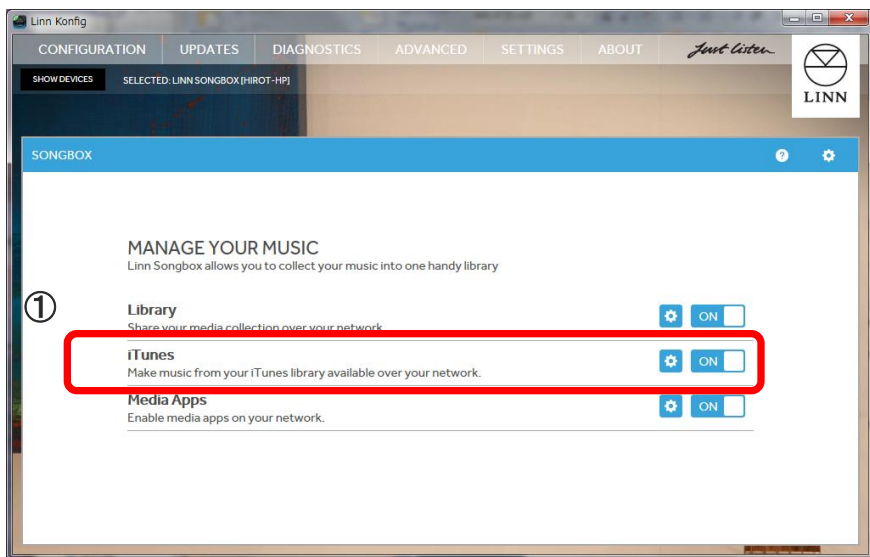 Linn Konfig
CONFIGURATION UPDATES DIAGNOSTICS ADVANCED SETTINGS ABOUT Just listen
SHOW DEVICES SELECTED: LINN SONGBOX [HIROT-HP]
LINN
SONGBOX
MANAGE YOUR MUSIC
Linn Songbox allows you to collect your music into one handy library
①
Library ON
Share your media collection over your network.
iTunes ON
Make music from your iTunes library available over your network.
Media Apps ON
Enable media apps on your network.